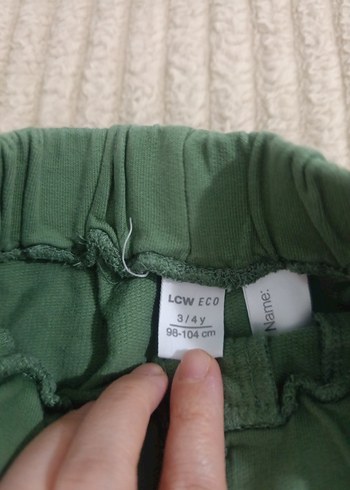 LCW ECO
3/4 y
98-104 cm
Name: